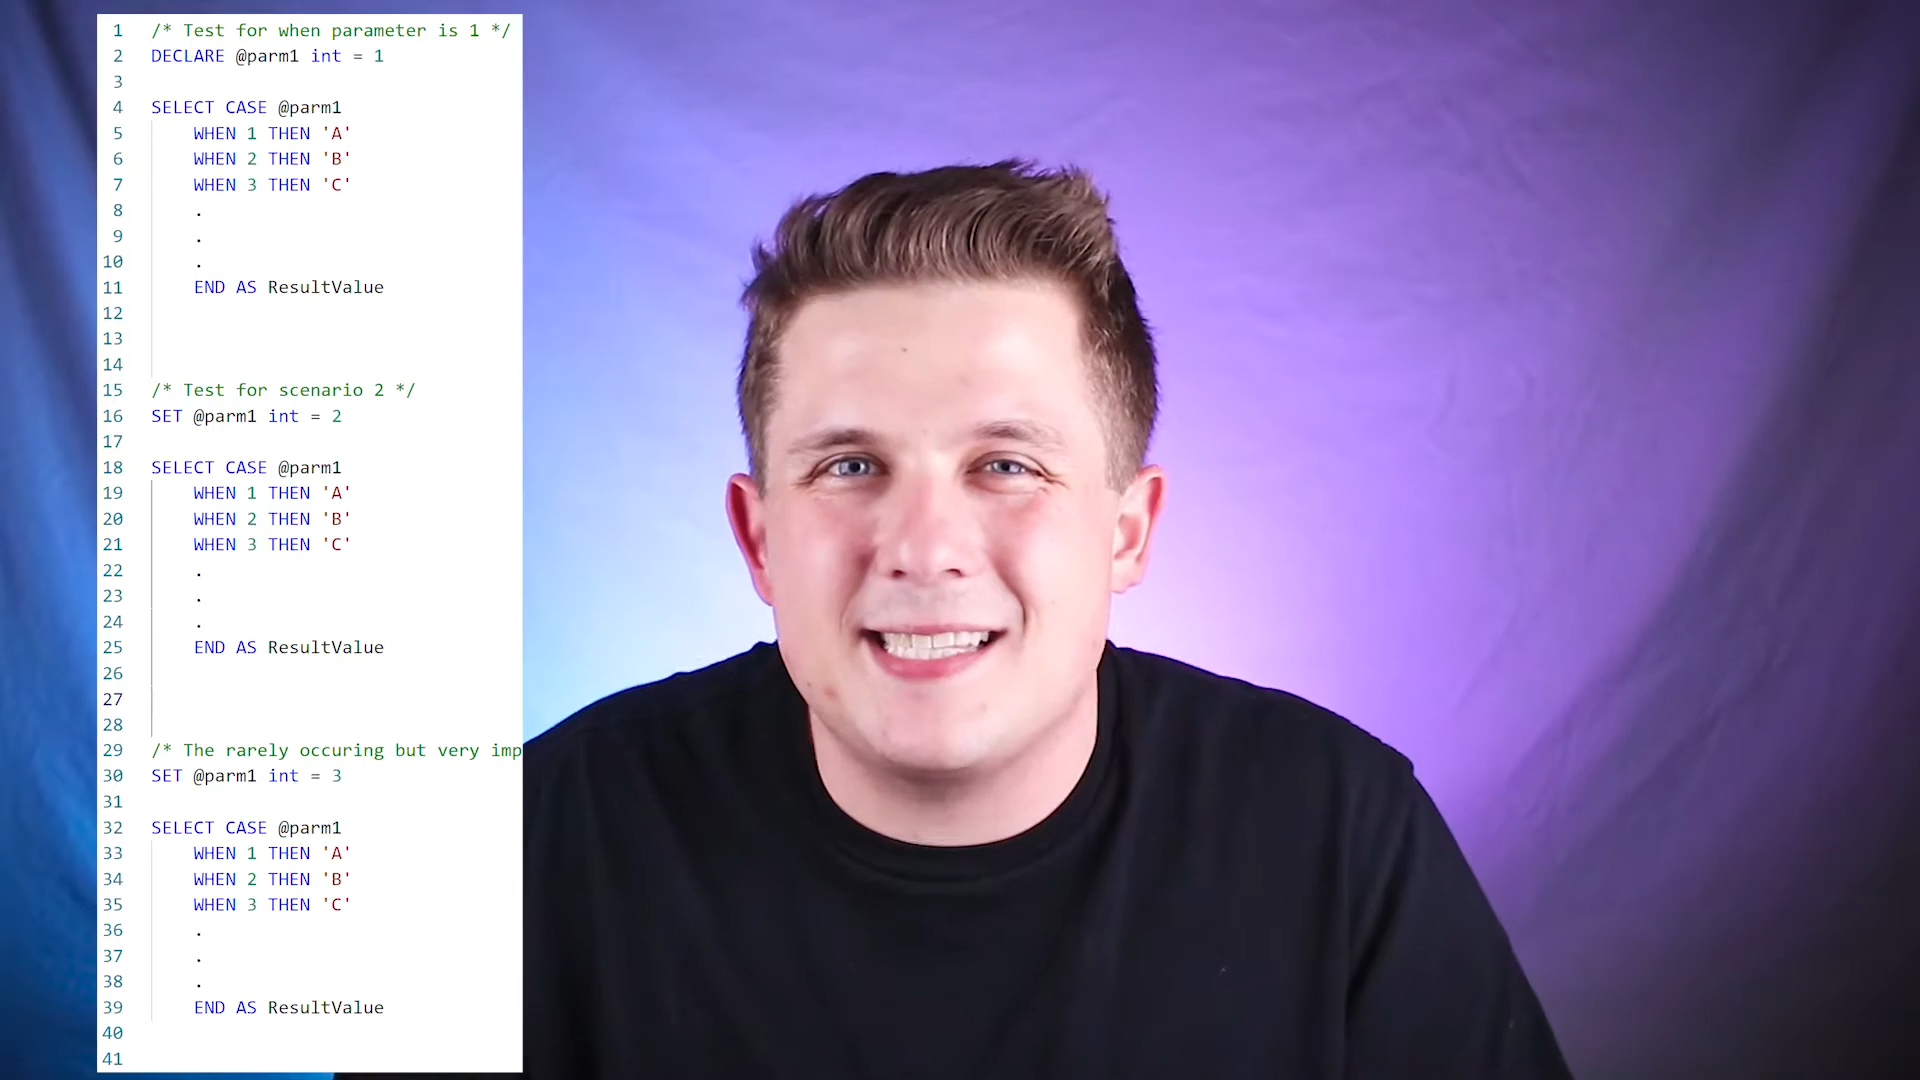 1 /* Test for when parameter is 1 */
2 DECLARE @parm1 int = 1
3
4 SELECT CASE @parm1
5 WHEN 1 THEN 'A'
6 WHEN 2 THEN 'B'
7 WHEN 3 THEN 'C'
8 .
9 .
10 .
11 END AS ResultValue
12
13
14
15 /* Test for scenario 2 */
16 SET @parm1 int = 2
17
18 SELECT CASE @parm1
19 WHEN 1 THEN 'A'
20 WHEN 2 THEN 'B'
21 WHEN 3 THEN 'C'
22 .
23 .
24 .
25 END AS ResultValue
26
27
28
29 /* The rarely occuring but very imp
30 SET @parm1 int = 3
31
32 SELECT CASE @parm1
33 WHEN 1 THEN 'A'
34 WHEN 2 THEN 'B'
35 WHEN 3 THEN 'C'
36 .
37 .
38 .
39 END AS ResultValue
40
41